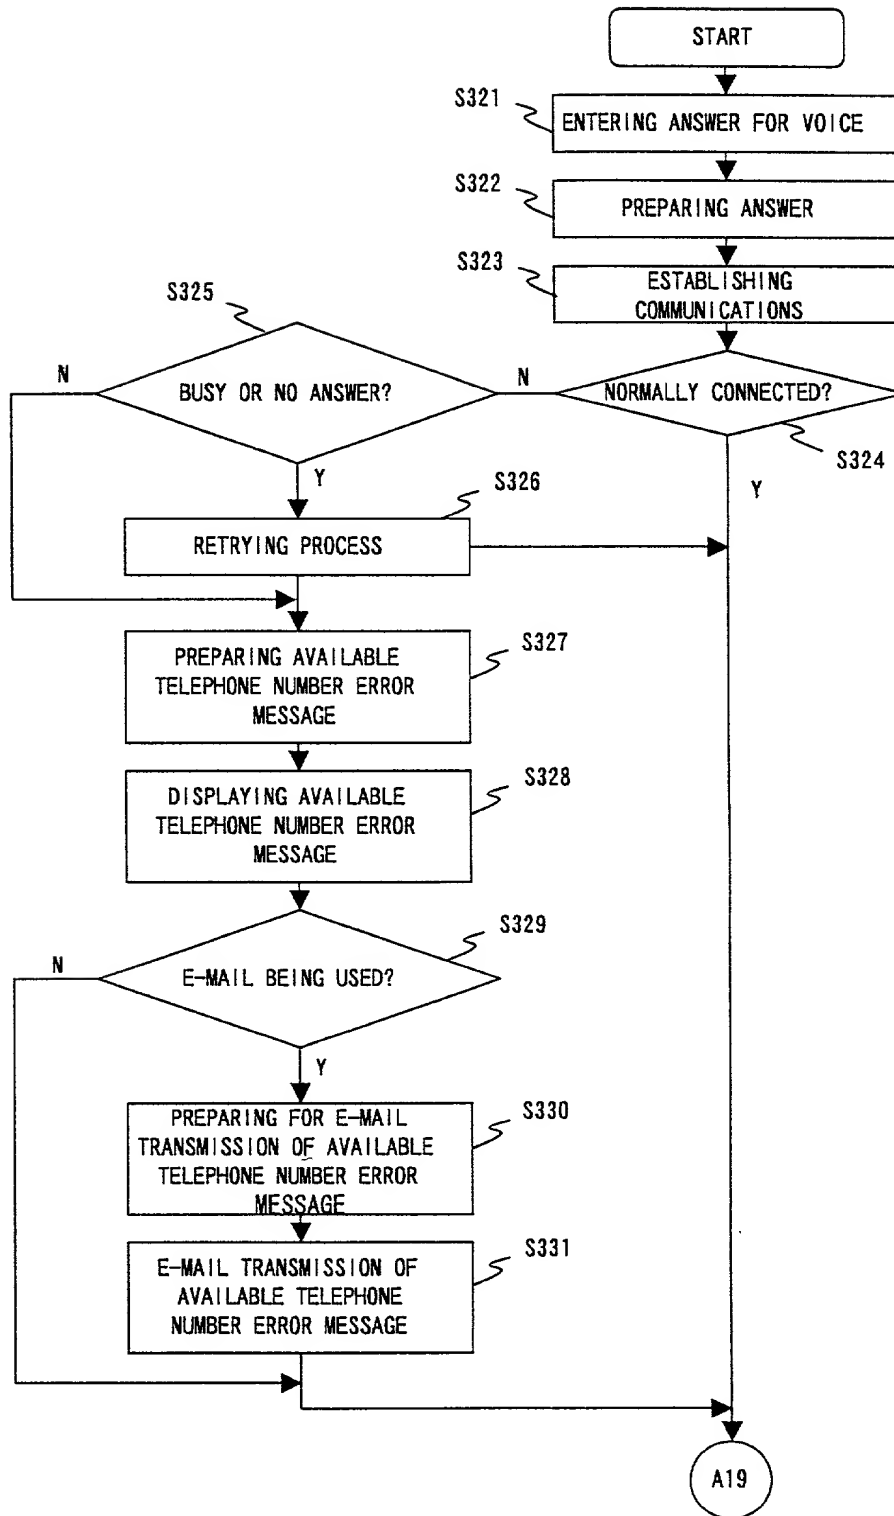 START
S321
ENTERING ANSWER FOR VOICE
S322
PREPARING ANSWER
S323
ESTABLISHING
COMMUNICATIONS
S325
N
BUSY OR NO ANSWER?
N
NORMALLY CONNECTED?
S324
Y
S326
Y
RETRYING PROCESS
S327
PREPARING AVAILABLE
TELEPHONE NUMBER ERROR
MESSAGE
S328
DISPLAYING AVAILABLE
TELEPHONE NUMBER ERROR
MESSAGE
S329
N
E-MAIL BEING USED?
Y
S330
PREPARING FOR E-MAIL
TRANSMISSION OF AVAILABLE
TELEPHONE NUMBER ERROR
MESSAGE
S331
E-MAIL TRANSMISSION OF
AVAILABLE TELEPHONE
NUMBER ERROR MESSAGE
A19